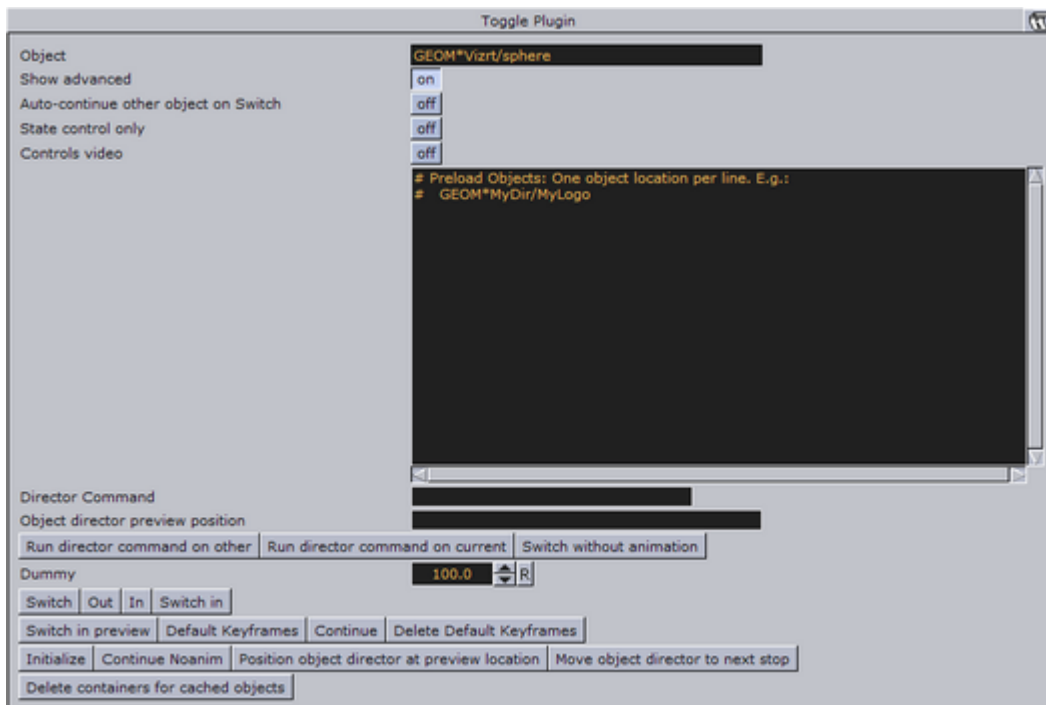 Toggle Plugin
Object GEOM*Vizrt/sphere
Show advanced on
Auto-continue other object on Switch off
State control only off
Controls video off
# Preload Objects: One object location per line. E.g.:
# GEOM*MyDir/MyLogo
Director Command
Object director preview position
Run director command on other Run director command on current Switch without animation
Dummy 100.0 R
Switch Out In Switch in
Switch in preview Default Keyframes Continue Delete Default Keyframes
Initialize Continue Noanim Position object director at preview location Move object director to next stop
Delete containers for cached objects